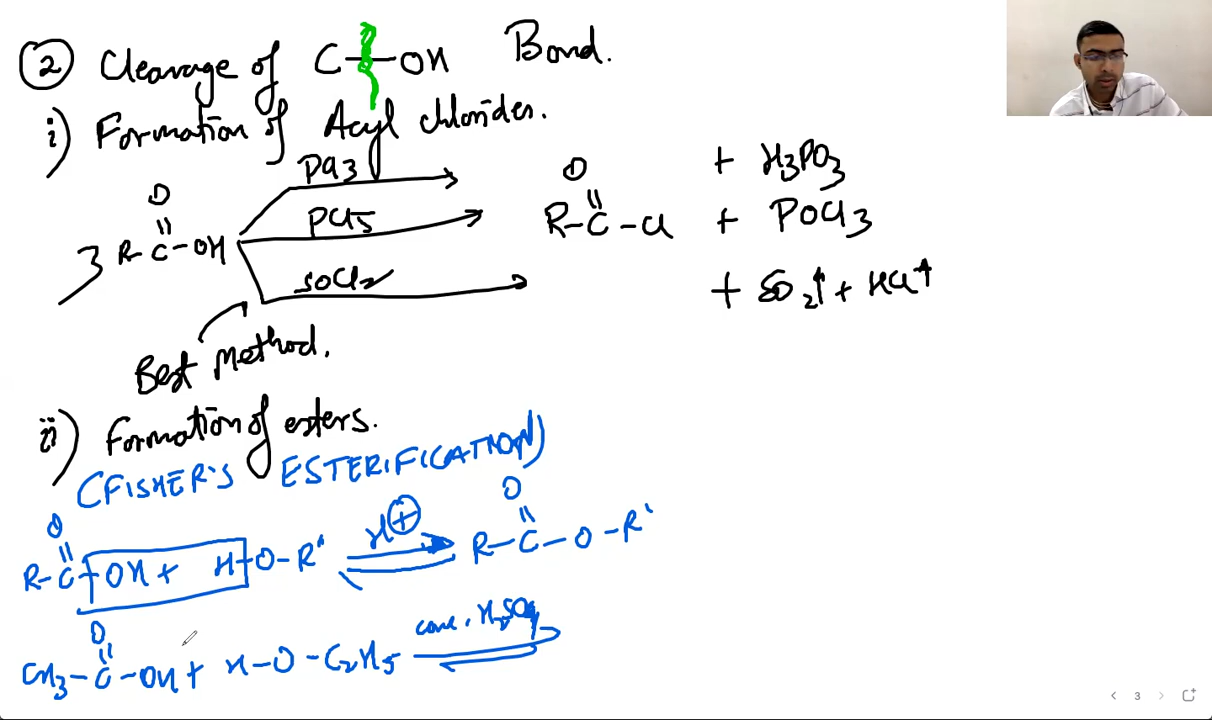 ② Cleavage of C-OH Bond.
i) Formation of Acyl chlorides.
PCl3 + H3PO3
O O
3 R-C-OH PCl5 R-C-Cl + POCl3
SOCl2 + SO2↑ + HCl↑
Best Method.
ii) Formation of esters.
(FISHER'S ESTERIFICATION)
O O
R-C-OH + H-O-R' H⊕ R-C-O-R'
O
CH3-C-OH + H-O-C2H5 conc. H2SO4
< 3 >